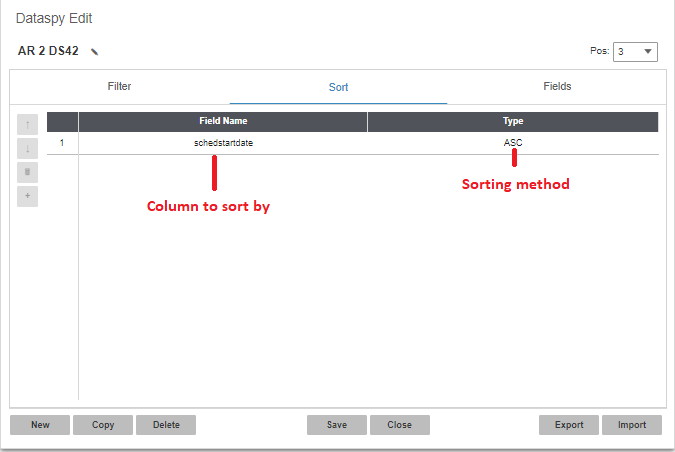 Dataspy Edit
AR 2 DS42
Pos: 3
Filter Sort Fields
Field Name Type
1 schedstartdate ASC
Column to sort by
Sorting method
New Copy Delete Save Close Export Import